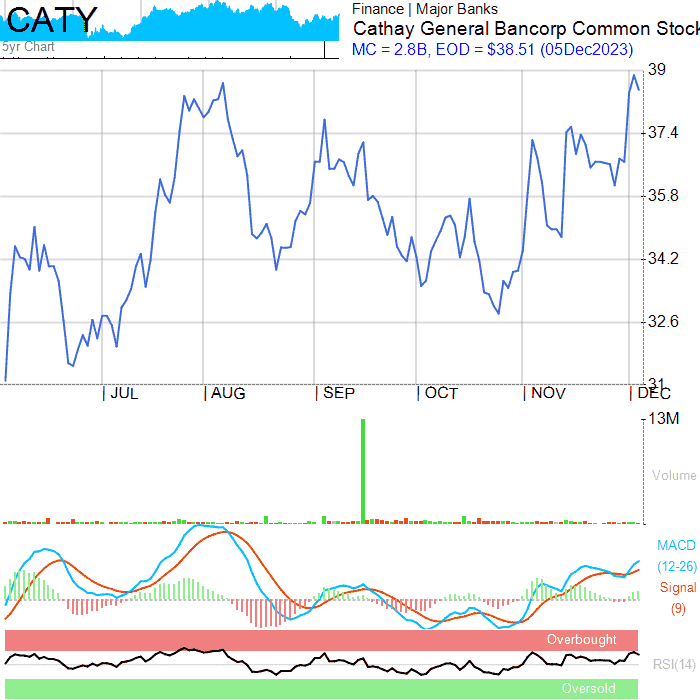 CATY
5yr Chart
Finance | Major Banks
Cathay General Bancorp Common Stock
MC = 2.8B, EOD = $38.51 (05Dec2023)
39
37.4
35.8
34.2
32.6
31
| JUL | AUG | SEP | OCT | NOV | DEC
13M
Volume
MACD
(12-26)
Signal
(9)
Overbought
RSI(14)
Oversold